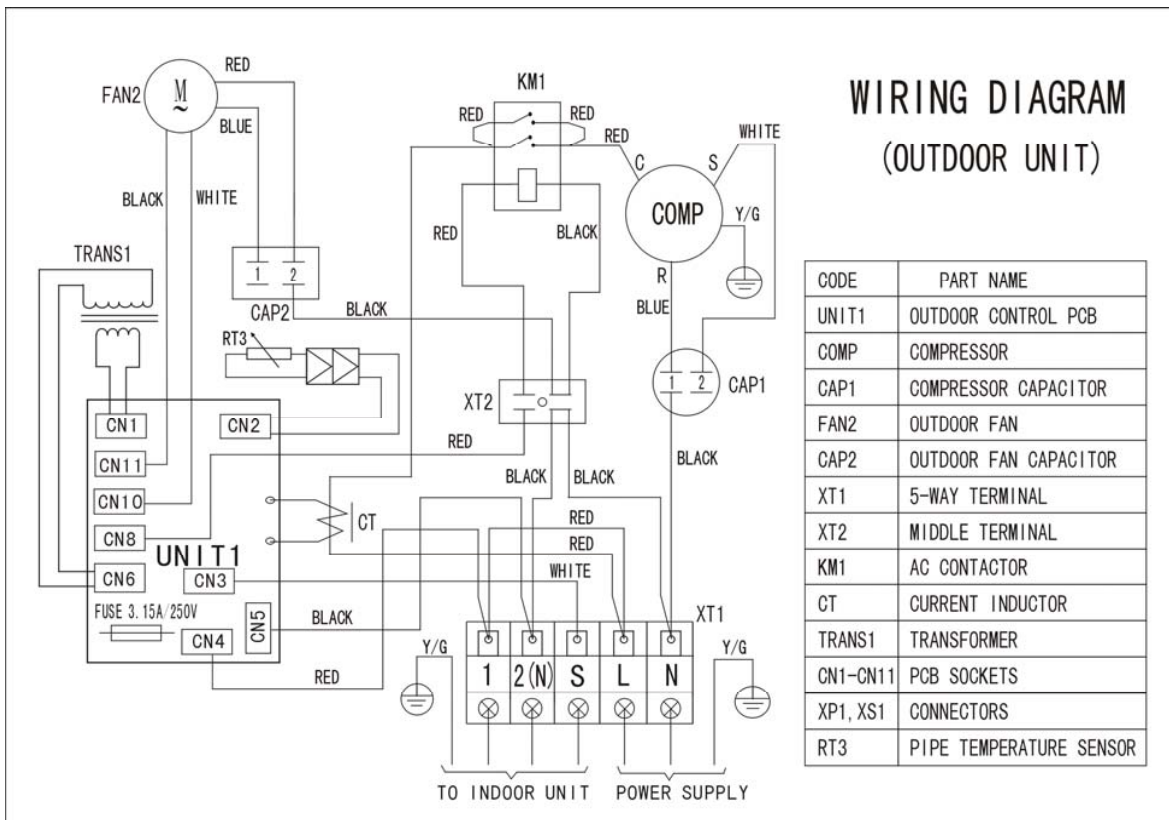 WIRING DIAGRAM
(OUTDOOR UNIT)
FAN2
M
~
RED
BLUE
BLACK
WHITE
TRANS1
1 2
CAP2
BLACK
RT3
KM1
RED
RED
RED
RED
BLACK
C
S
WHITE
COMP
Y/G
R
BLUE
1 2
CAP1
BLACK
XT2
RED
BLACK
BLACK
CN1
CN2
CN11
CN10
CN8
UNIT1
CN6
CN3
CN5
CN4
FUSE 3.15A/250V
CT
RED
RED
WHITE
BLACK
RED
XT1
Y/G
Y/G
1 2(N) S L N
TO INDOOR UNIT
POWER SUPPLY
CODE PART NAME
UNIT1 OUTDOOR CONTROL PCB
COMP COMPRESSOR
CAP1 COMPRESSOR CAPACITOR
FAN2 OUTDOOR FAN
CAP2 OUTDOOR FAN CAPACITOR
XT1 5-WAY TERMINAL
XT2 MIDDLE TERMINAL
KM1 AC CONTACTOR
CT CURRENT INDUCTOR
TRANS1 TRANSFORMER
CN1-CN11 PCB SOCKETS
XP1, XS1 CONNECTORS
RT3 PIPE TEMPERATURE SENSOR